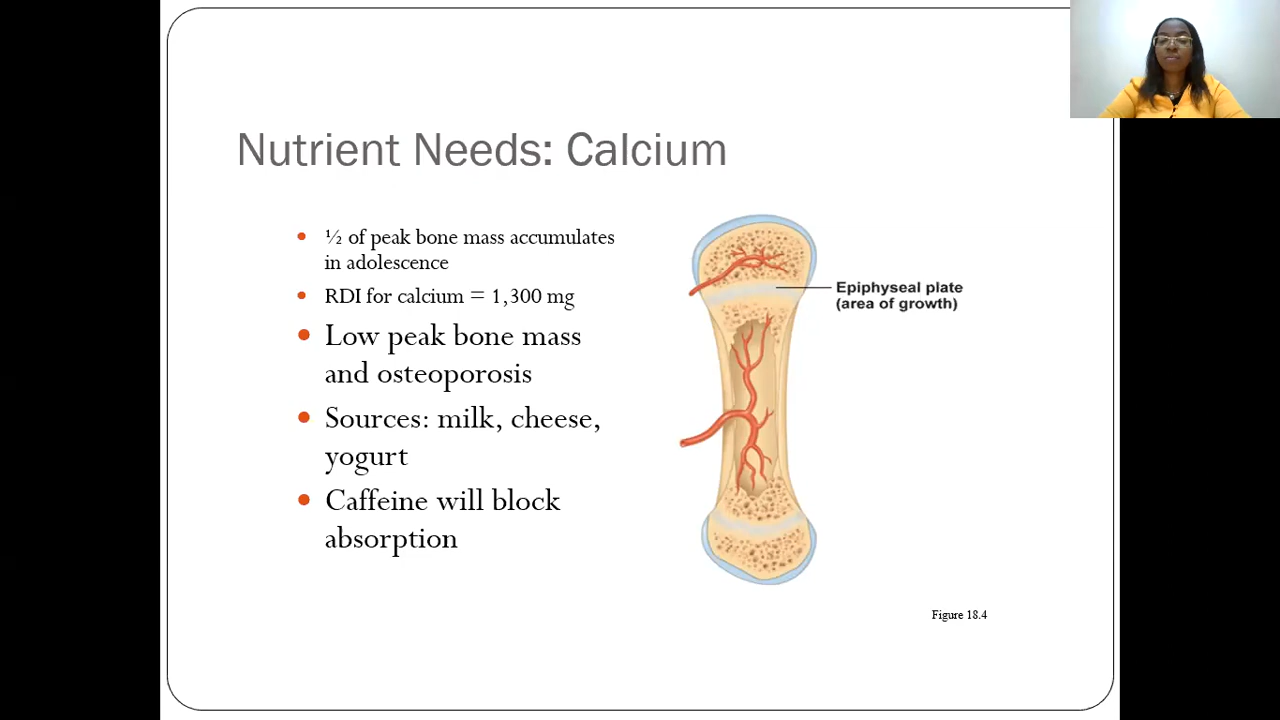 Nutrient Needs: Calcium
• ½ of peak bone mass accumulates
in adolescence
• RDI for calcium = 1,300 mg
• Low peak bone mass
and osteoporosis
• Sources: milk, cheese,
yogurt
• Caffeine will block
absorption
Epiphyseal plate
(area of growth)
Figure 18.4